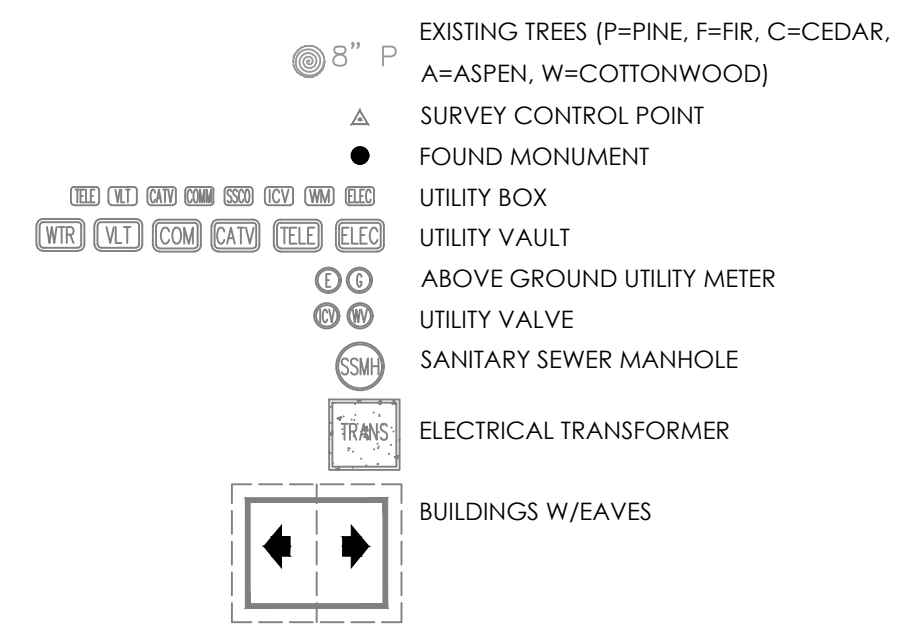 8” P EXISTING TREES (P=PINE, F=FIR, C=CEDAR,
A=ASPEN, W=COTTONWOOD)
SURVEY CONTROL POINT
FOUND MONUMENT
TELE VLT CATV COMM SSCO ICV WM ELEC UTILITY BOX
WTR VLT COM CATV TELE ELEC UTILITY VAULT
E G ABOVE GROUND UTILITY METER
ICV WV UTILITY VALVE
SSMH SANITARY SEWER MANHOLE
TRANS ELECTRICAL TRANSFORMER
BUILDINGS W/EAVES